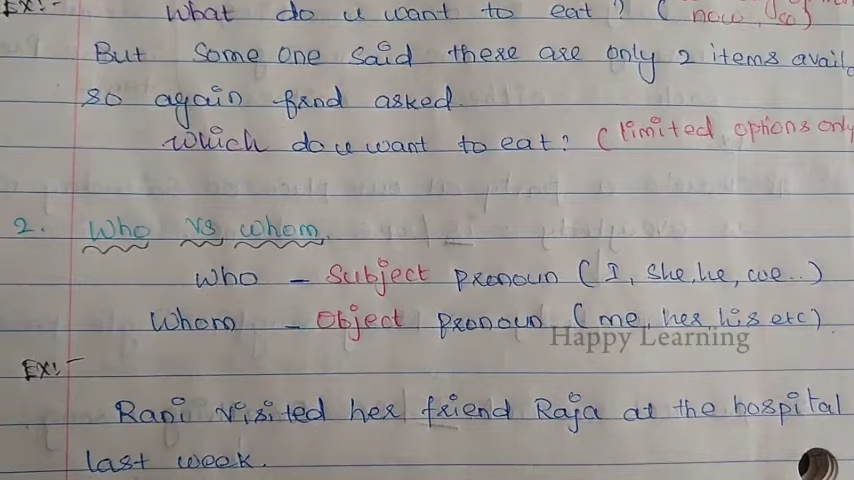 Ex:-
What do u want to eat? (
But Some one said there are only 2 items avail
so again frnd asked.
which do u want to eat? (limited options only
2. Who vs whom.
who - Subject pronoun (I, she, he, we..)
Whom - Object pronoun (me, her, his etc)
Happy Learning
Ex:-
Rani visited her friend Raja at the hospital
last week.